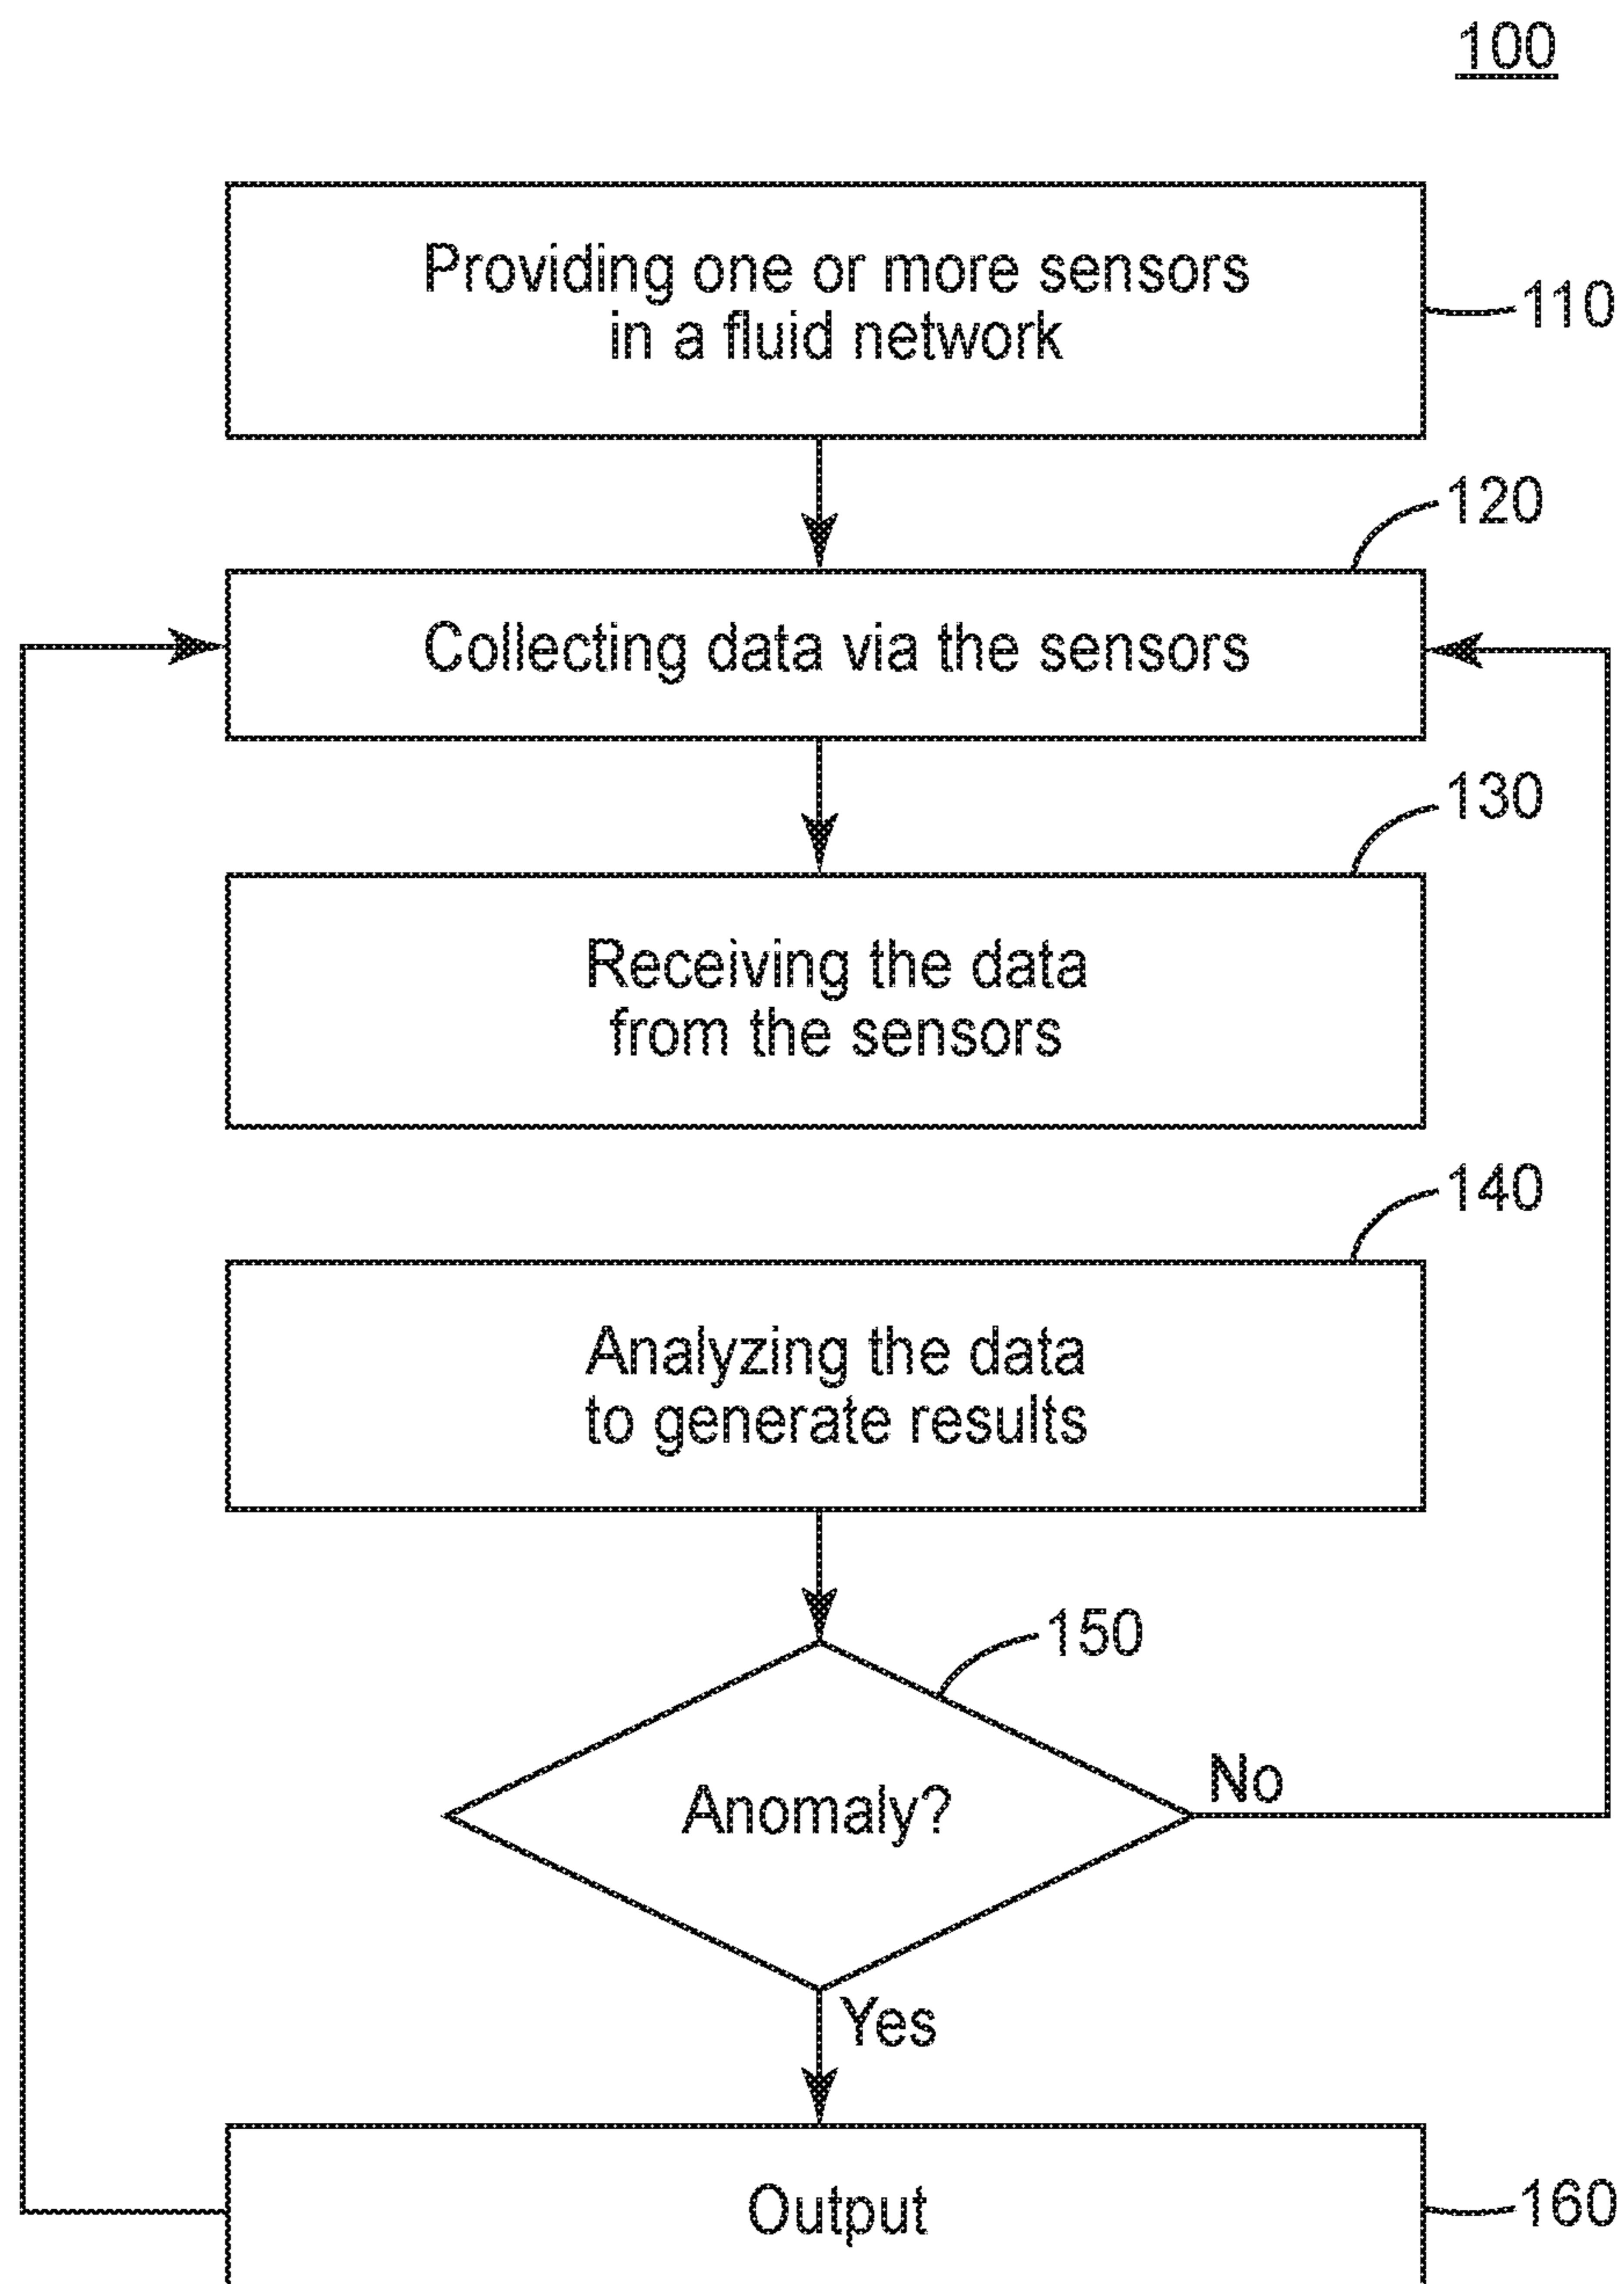 100
Providing one or more sensors
in a fluid network
110
120
Collecting data via the sensors
130
Receiving the data
from the sensors
140
Analyzing the data
to generate results
150
Anomaly?
No
Yes
Output
160